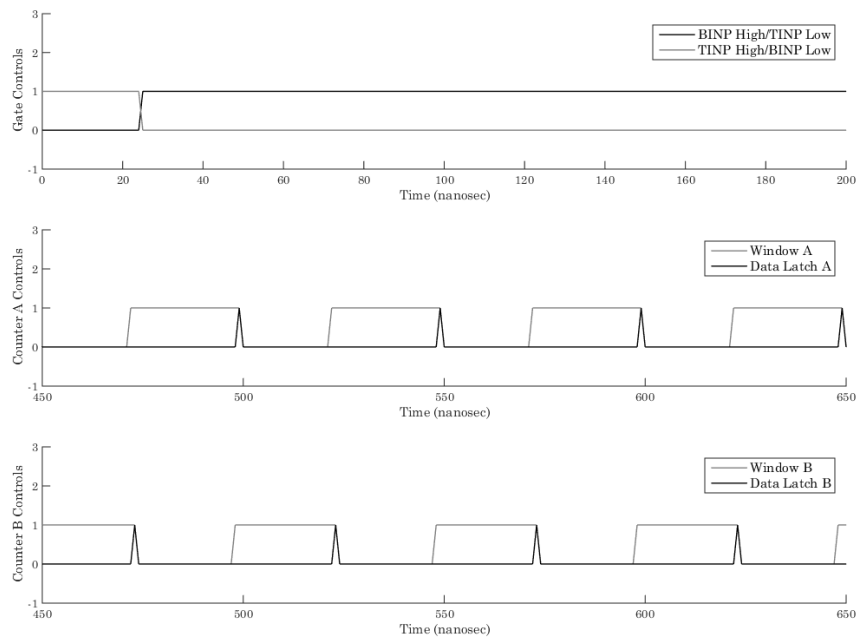 3
2
1
0
-1
Gate Controls
BINP High/TINP Low
TINP High/BINP Low
0 20 40 60 80 100 120 140 160 180 200
Time (nanosec)
3
2
1
0
-1
Counter A Controls
Window A
Data Latch A
450 500 550 600 650
Time (nanosec)
3
2
1
0
-1
Counter B Controls
Window B
Data Latch B
450 500 550 600 650
Time (nanosec)